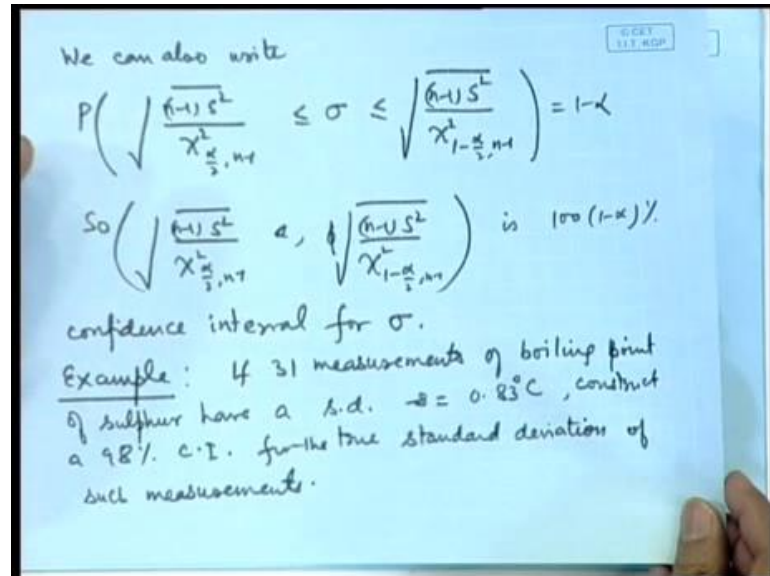 We can also write
C CET
I.I.T. KGP
P( √((n-1) S² / χ²_{α/2, n-1}) ≤ σ ≤ √((n-1) S² / χ²_{1-α/2, n-1}) ) = 1-α
So ( √((n-1) S² / χ²_{α/2, n-1}) , √((n-1) S² / χ²_{1-α/2, n-1}) ) is 100(1-α)%
confidence interval for σ.
Example: If 31 measurements of boiling point
of sulphur have a s.d. = 0.83°C, construct
a 98% C.I. for the true standard deviation of
such measurements.